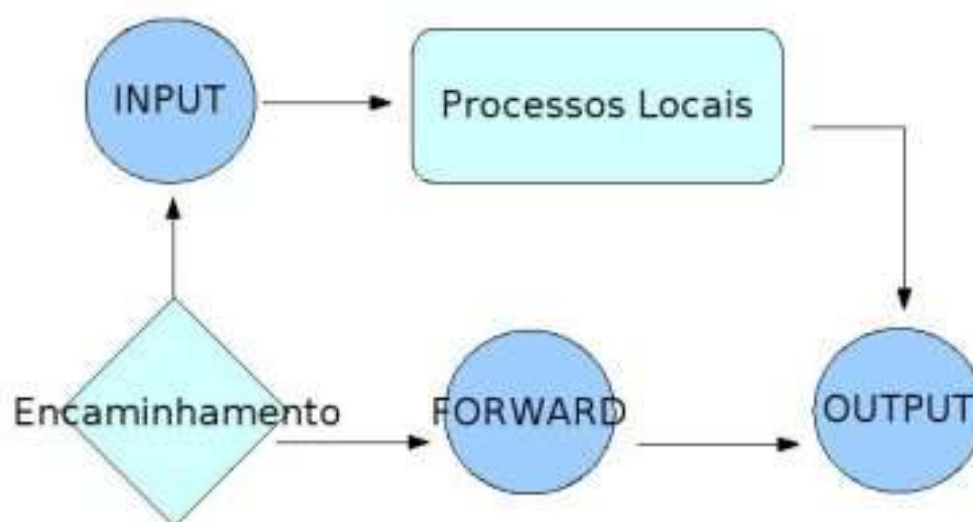 INPUT
Processos Locais
Encaminhamento
FORWARD
OUTPUT